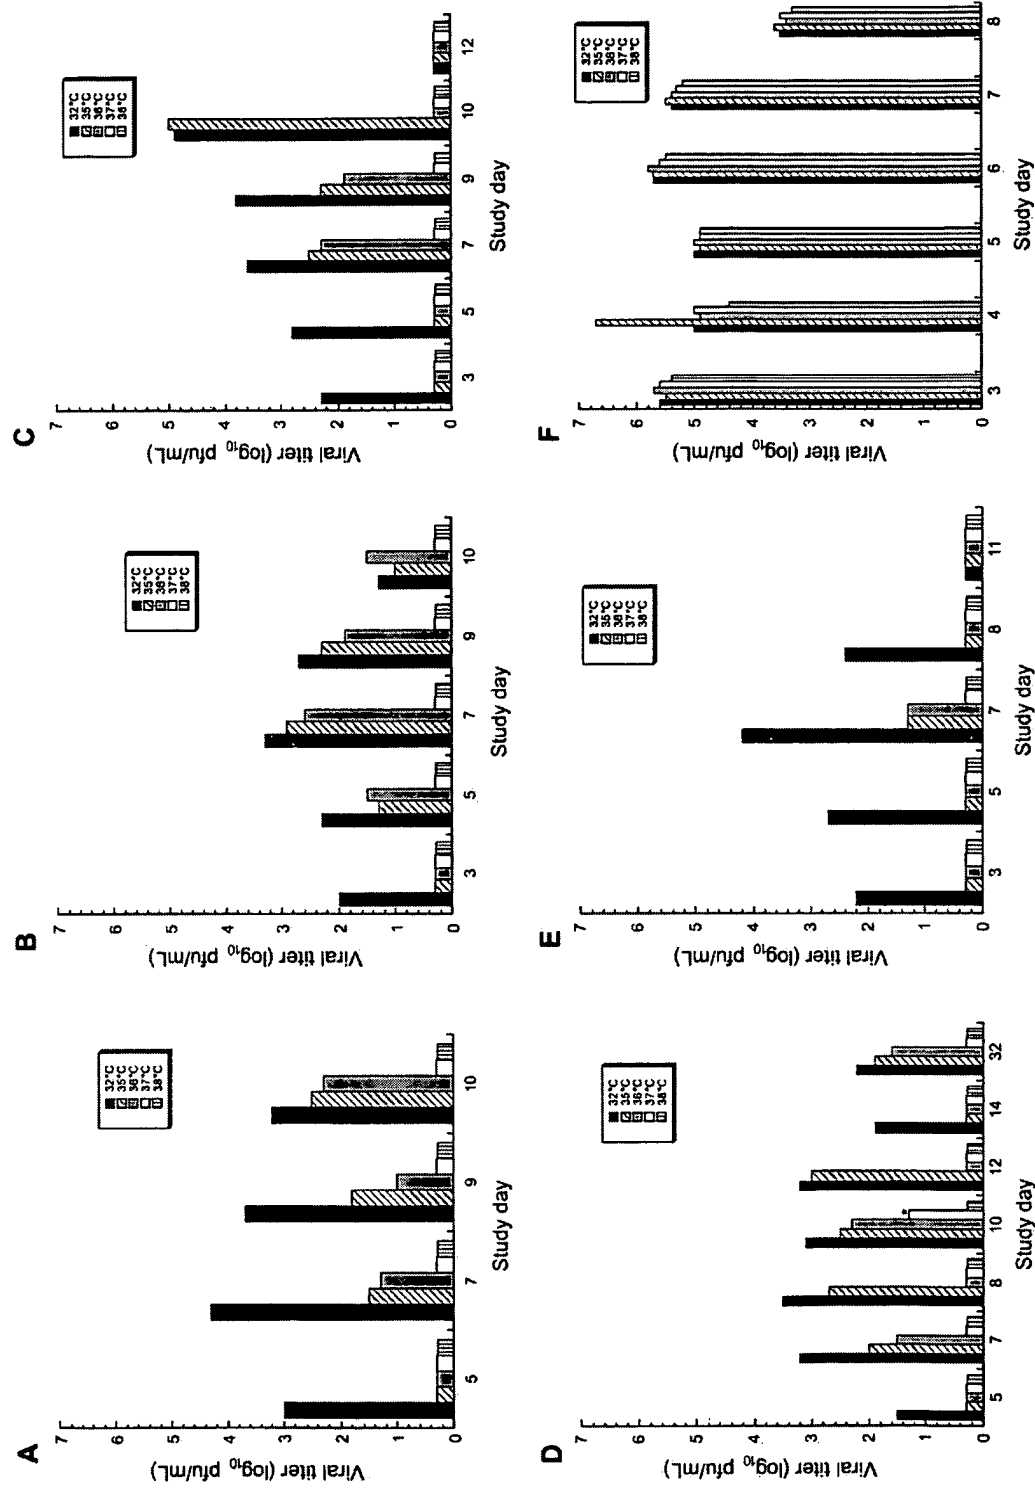 A
7
6
5
4
3
2
1
0
Viral titer (log10 pfu/mL)
32°C
35°C
36°C
37°C
38°C
5 7 9 10
Study day
B
7
6
5
4
3
2
1
0
Viral titer (log10 pfu/mL)
32°C
35°C
36°C
37°C
38°C
3 5 7 9 10
Study day
C
7
6
5
4
3
2
1
0
Viral titer (log10 pfu/mL)
32°C
35°C
36°C
37°C
38°C
3 5 7 9 10 12
Study day
D
7
6
5
4
3
2
1
0
Viral titer (log10 pfu/mL)
32°C
35°C
36°C
37°C
38°C
*
5 7 8 10 12 14 32
Study day
E
7
6
5
4
3
2
1
0
Viral titer (log10 pfu/mL)
32°C
35°C
36°C
37°C
38°C
3 5 7 8 11
Study day
F
7
6
5
4
3
2
1
0
Viral titer (log10 pfu/mL)
32°C
35°C
36°C
37°C
38°C
3 4 5 6 7 8
Study day